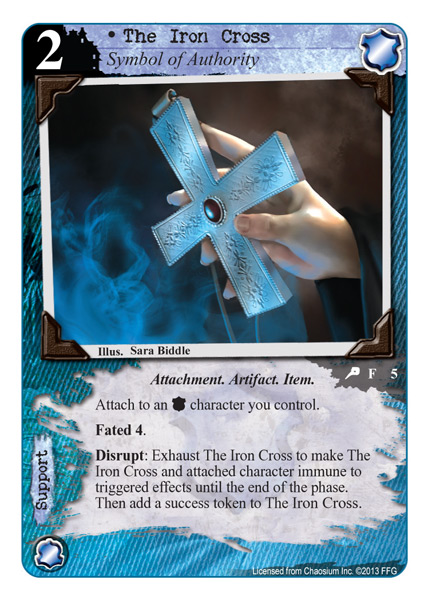 2
• The Iron Cross
Symbol of Authority
Illus. Sara Biddle
F 5
Attachment. Artifact. Item.
Attach to an character you control.
Fated 4.
Disrupt: Exhaust The Iron Cross to make The
Iron Cross and attached character immune to
triggered effects until the end of the phase.
Then add a success token to The Iron Cross.
Support
Licensed from Chaosium Inc. ©2013 FFG